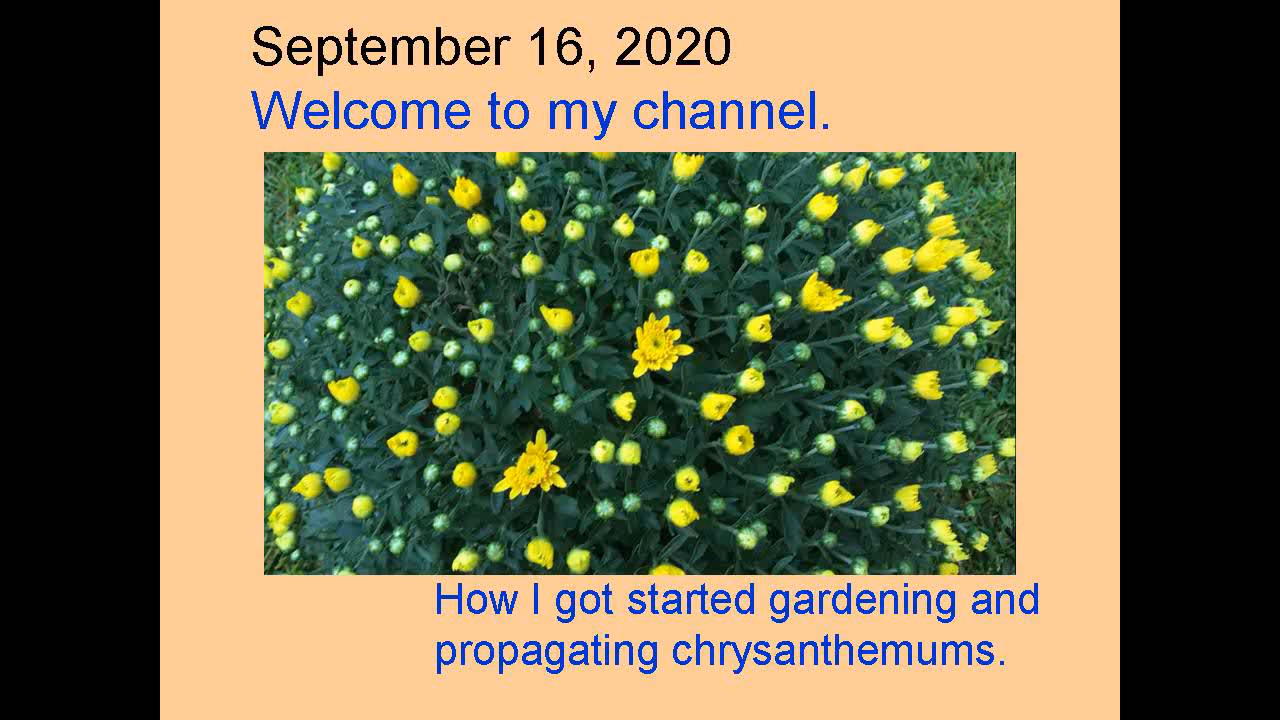 September 16, 2020
Welcome to my channel.
How I got started gardening and
propagating chrysanthemums.